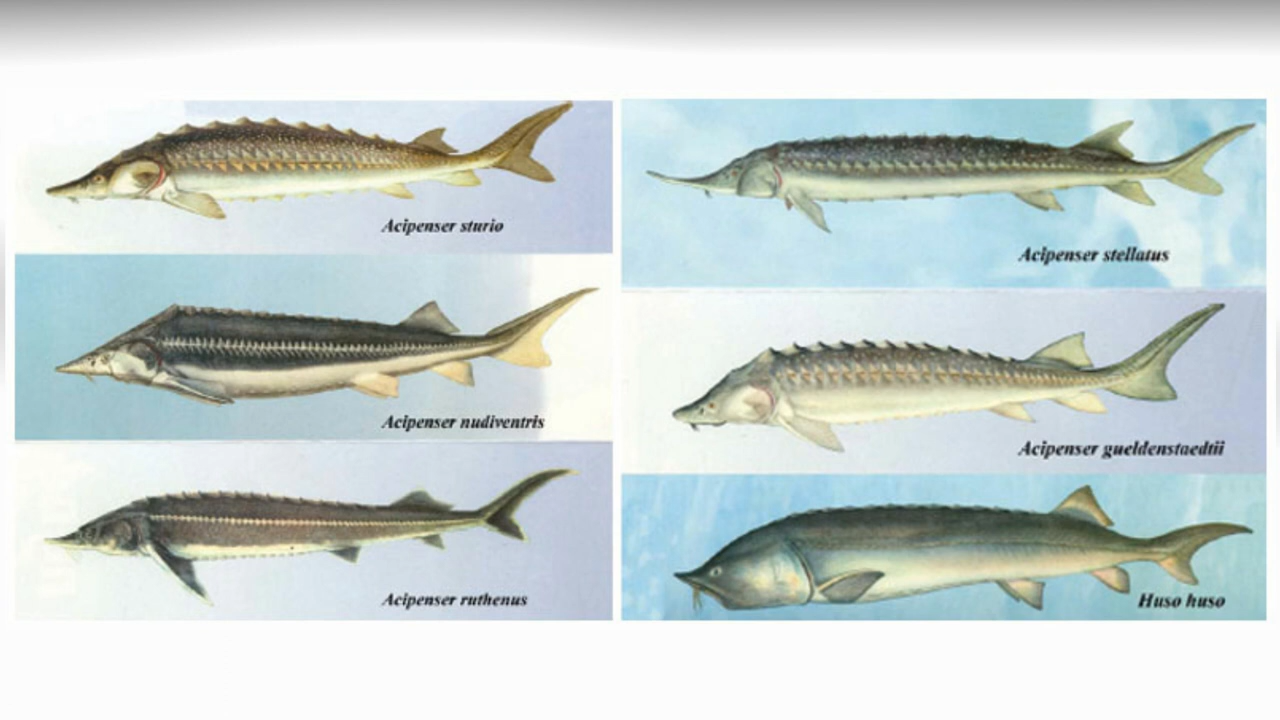 Acipenser sturio
Acipenser nudiventris
Acipenser ruthenus
Acipenser stellatus
Acipenser gueldenstaedtii
Huso huso